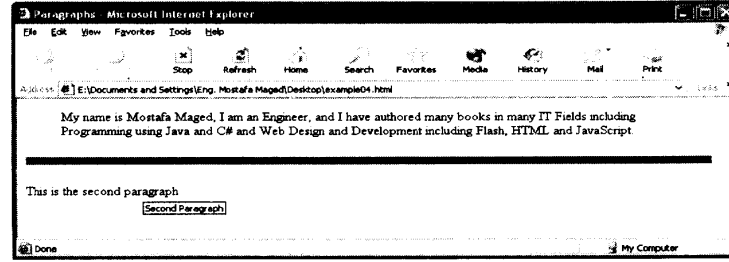 Paragraphs - Microsoft Internet Explorer
File Edit View Favorites Tools Help
Stop Refresh Home Search Favorites Media History Mail Print
Address E:\Documents and Settings\Eng. Mostafa Maged\Desktop\example04.html Links
My name is Mostafa Maged, I am an Engineer, and I have authored many books in many IT Fields including
Programming using Java and C# and Web Design and Development including Flash, HTML and JavaScript.
This is the second paragraph
Second Paragraph
Done My Computer